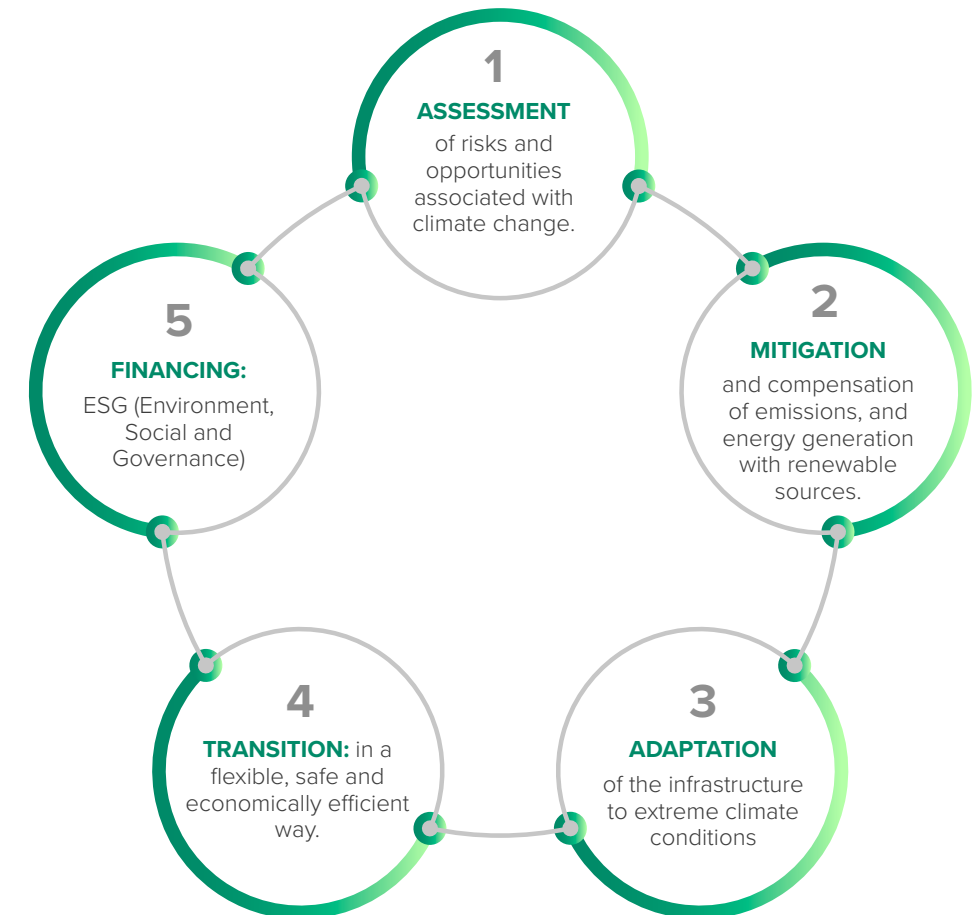 1
ASSESSMENT
of risks and
opportunities
associated with
climate change.
2
MITIGATION
and compensation
of emissions, and
energy generation
with renewable
sources.
3
ADAPTATION
of the infrastructure
to extreme climate
conditions
4
TRANSITION: in a
flexible, safe and
economically efficient
way.
5
FINANCING:
ESG (Environment,
Social and
Governance)